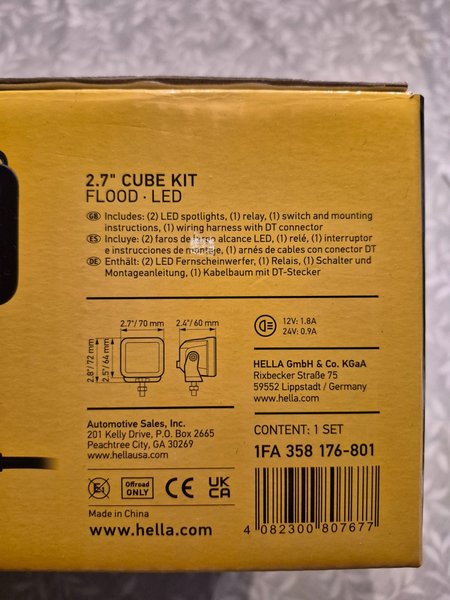 2.7" CUBE KIT
FLOOD · LED
GB Includes: (2) LED spotlights, (1) relay, (1) switch and mounting
instructions, (1) wiring harness with DT connector
ES Incluye: (2) faros de largo alcance LED, (1) relé, (1) interruptor
e instrucciones de montaje, (1) arnés de cables con conector DT
DE Enthält: (2) LED Fernscheinwerfer, (1) Relais, (1) Schalter und
Montageanleitung, (1) Kabelbaum mit DT-Stecker
2.7"/ 70 mm
2.4"/ 60 mm
2.8"/ 72 mm
2.5"/ 64 mm
12V: 1.8A
24V: 0.9A
HELLA GmbH & Co. KGaA
Rixbecker Straße 75
59552 Lippstadt / Germany
www.hella.com
Automotive Sales, Inc.
201 Kelly Drive, P.O. Box 2665
Peachtree City, GA 30269
www.hellausa.com
CONTENT: 1 SET
1FA 358 176-801
E1
Offroad
ONLY
CE
UK
CA
Made in China
www.hella.com
4 082300 807677